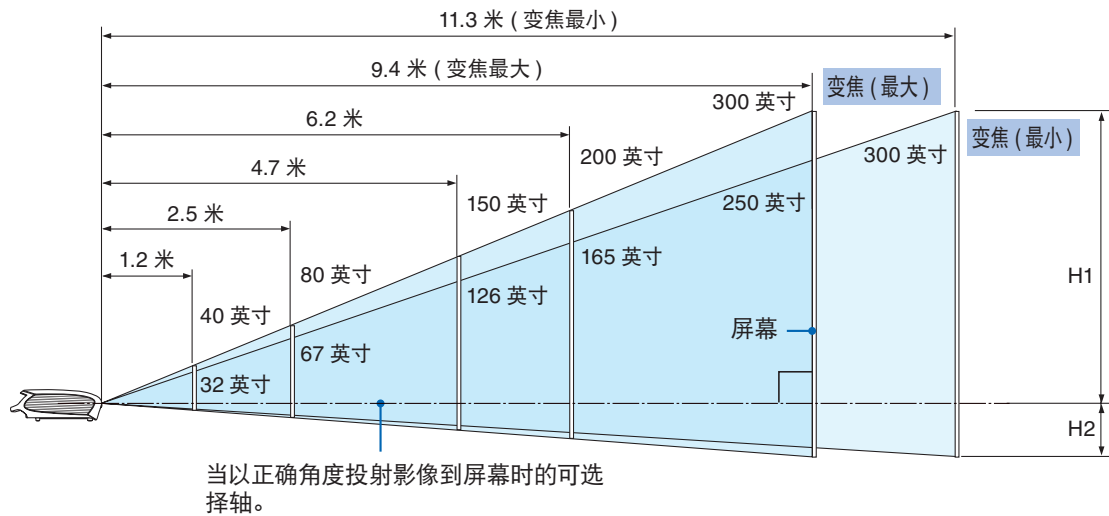 11.3 米 ( 变焦最小 )
9.4 米 ( 变焦最大 )
变焦 ( 最大 )
300 英寸
6.2 米
变焦 ( 最小 )
200 英寸
300 英寸
4.7 米
150 英寸
250 英寸
2.5 米
165 英寸
1.2 米
80 英寸
H1
126 英寸
40 英寸
屏幕
67 英寸
32 英寸
H2
当以正确角度投射影像到屏幕时的可选
择轴。